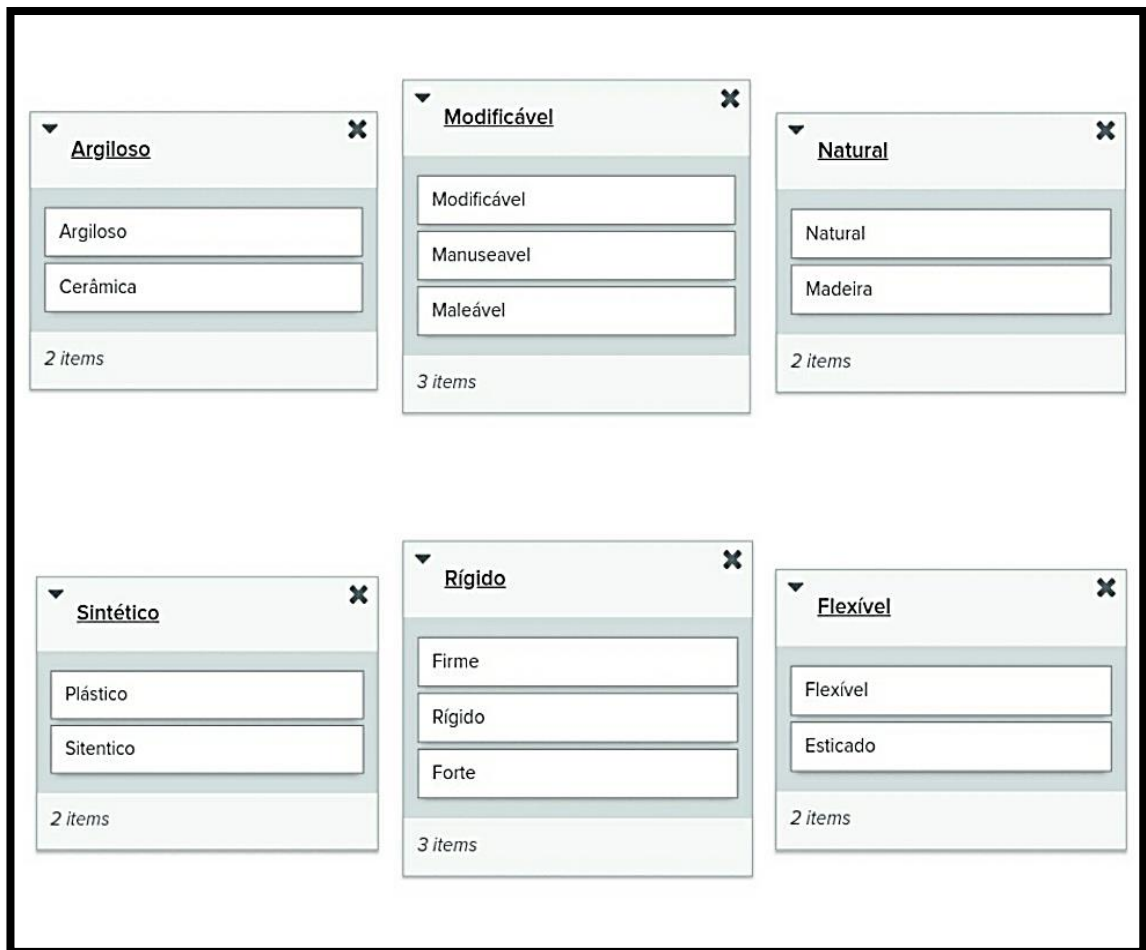 Argiloso
Argiloso
Cerâmica
2 items
Modificável
Modificável
Manuseavel
Maleável
3 items
Natural
Natural
Madeira
2 items
Sintético
Plástico
Sitentico
2 items
Rígido
Firme
Rígido
Forte
3 items
Flexível
Flexível
Esticado
2 items